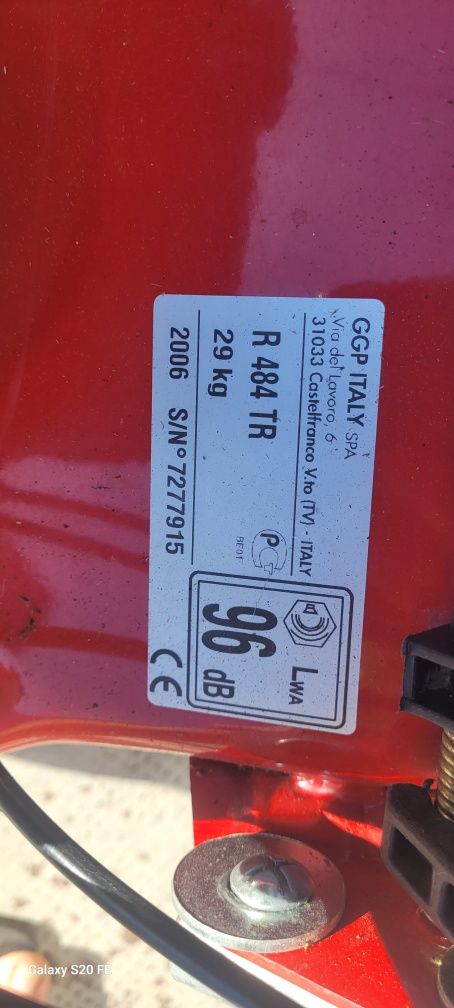 GGP ITALY SPA
Via del Lavoro, 6
31033 Castelfranco V.to (TV) - ITALY
R 484 TR
29 kg
2006 S/N° 7277915
BE01
LWA
96
dB
CE
Galaxy S20 FE